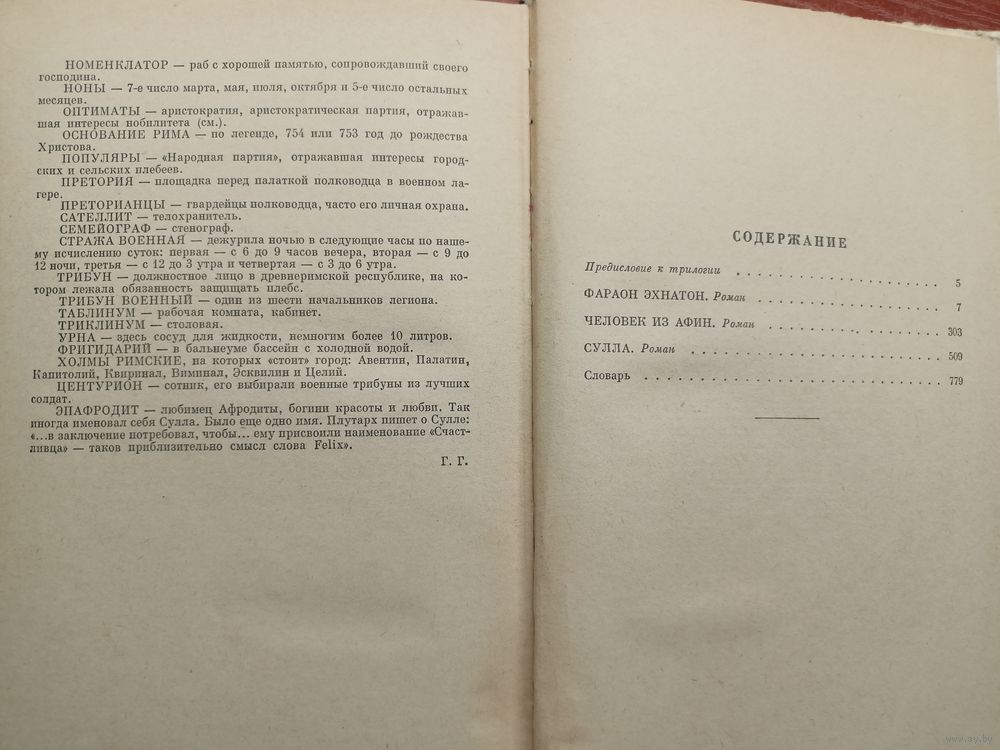 НОМЕНКЛАТОР — раб с хорошей памятью, сопровождавший своего
господина.
НОНЫ — 7-е число марта, мая, июля, октября и 5-е число остальных
месяцев.
ОПТИМАТЫ — аристократия, аристократическая партия, отражав-
шая интересы нобилитета (см.).
ОСНОВАНИЕ РИМА — по легенде, 754 или 753 год до рождества
Христова.
ПОПУЛЯРЫ — «Народная партия», отражавшая интересы город-
ских и сельских плебеев.
ПРЕТОРИЯ — площадка перед палаткой полководца в военном ла-
гере.
ПРЕТОРИАНЦЫ — гвардейцы полководца, часто его личная охрана.
САТЕЛЛИТ — телохранитель.
СЕМЕЙОГРАФ — стенограф.
СТРАЖА ВОЕННАЯ — дежурила ночью в следующие часы по наше-
му исчислению суток: первая — с 6 до 9 часов вечера, вторая — с 9 до
12 ночи, третья — с 12 до 3 утра и четвертая — с 3 до 6 утра.
ТРИБУН — должностное лицо в древнеримской республике, на ко-
тором лежала обязанность защищать плебс.
ТРИБУН ВОЕННЫЙ — один из шести начальников легиона.
ТАБЛИНУМ — рабочая комната, кабинет.
ТРИКЛИНУМ — столовая.
УРНА — здесь сосуд для жидкости, немногим более 10 литров.
ФРИГИДАРИЙ — в бальнеуме бассейн с холодной водой.
ХОЛМЫ РИМСКИЕ, на которых «стоит» город: Авентин, Палатин,
Капитолий, Квиринал, Виминал, Эсквилин и Целий.
ЦЕНТУРИОН — сотник, его выбирали военные трибуны из лучших
солдат.
ЭПАФРОДИТ — любимец Афродиты, богини красоты и любви. Так
иногда именовал себя Сулла. Было еще одно имя. Плутарх пишет о Сулле:
«...в заключение потребовал, чтобы... ему присвоили наименование «Счаст-
ливца» — таков приблизительно смысл слова Felix».
Г. Г.
СОДЕРЖАНИЕ
Предисловие к трилогии . . . . . . . . . . . . . . . . . . 5
ФАРАОН ЭХНАТОН. Роман . . . . . . . . . . . . . . . . 7
ЧЕЛОВЕК ИЗ АФИН. Роман . . . . . . . . . . . . . . . 303
СУЛЛА. Роман . . . . . . . . . . . . . . . . . . . . . . 509
Словарь . . . . . . . . . . . . . . . . . . . . . . . . . . 779
www.ay.by